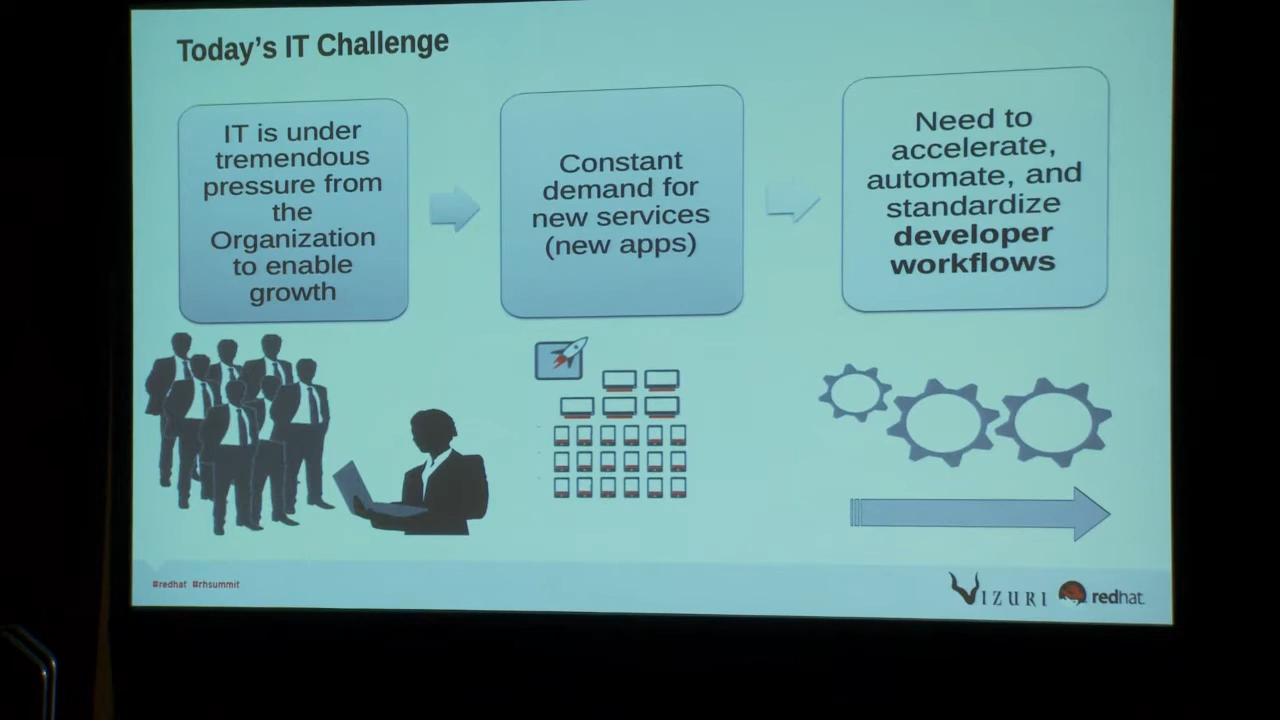 Today's IT Challenge
IT is under
tremendous
pressure from
the
Organization
to enable
growth
Constant
demand for
new services
(new apps)
Need to
accelerate,
automate, and
standardize
developer
workflows
#redhat #rhsummit
VIZURI
redhat.